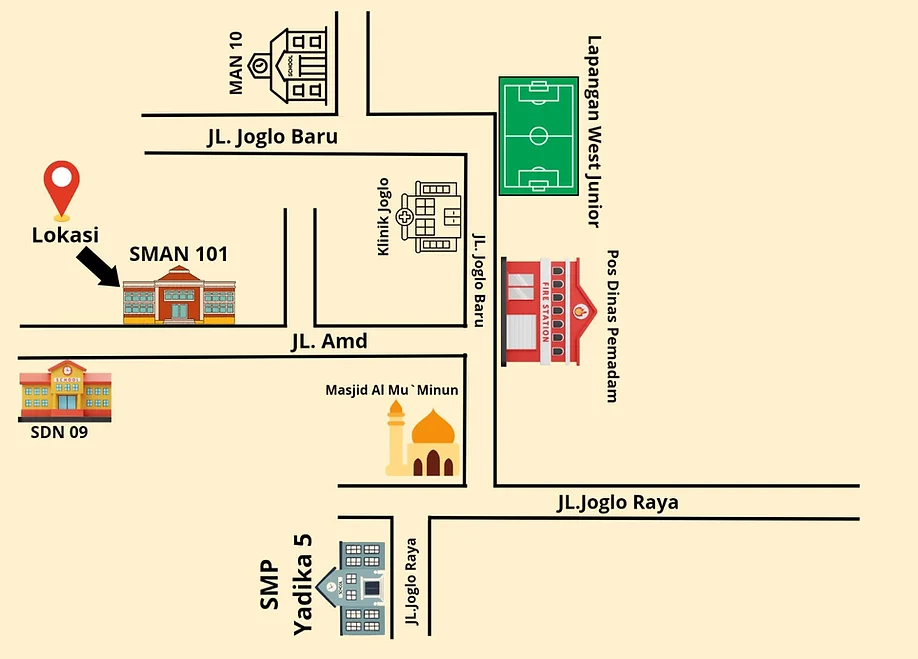 MAN 10
SCHOOL
Lapangan West Junior
JL. Joglo Baru
Lokasi
SMAN 101
Klinik Joglo
JL. Joglo Baru
FIRE STATION
Pos Dinas Pemadam
JL. Amd
SCHOOL
SDN 09
Masjid Al Mu`Minun
JL.Joglo Raya
SMP
Yadika 5
SCHOOL
JL.Joglo Raya